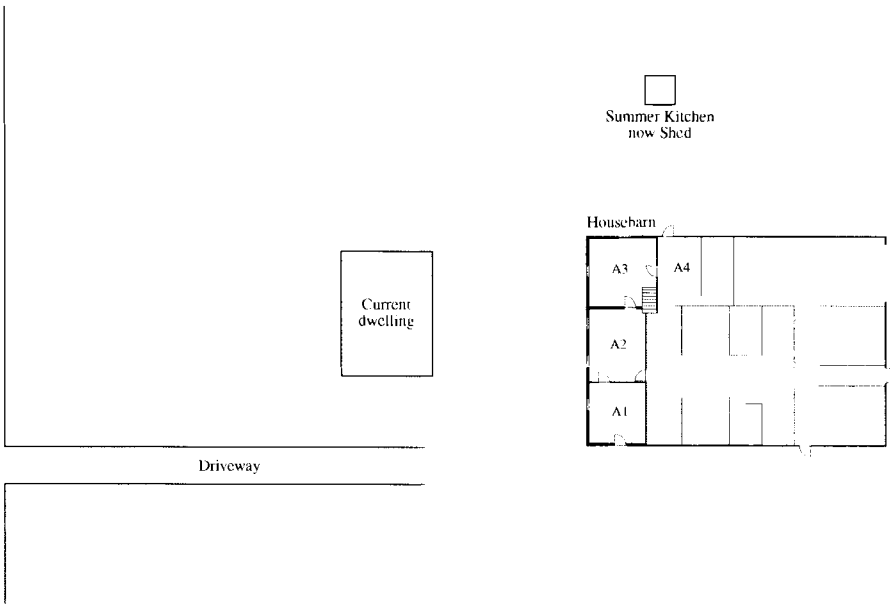 Summer Kitchen
now Shed
Housebarn
A3
A4
Current
dwelling
A2
A1
Driveway